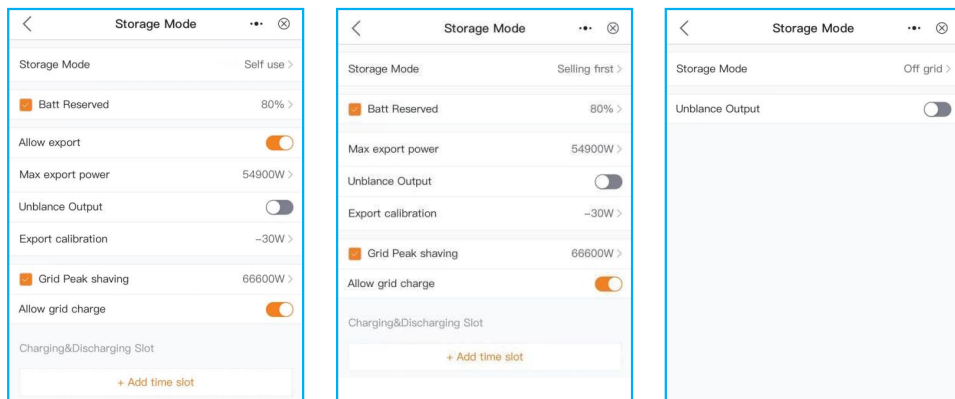 Storage Mode
Storage Mode Self use >
Batt Reserved 80% >
Allow export
Max export power 54900W >
Unblance Output
Export calibration -30W >
Grid Peak shaving 66600W >
Allow grid charge
Charging&Discharging Slot
+ Add time slot
Storage Mode
Storage Mode Selling first >
Batt Reserved 80% >
Max export power 54900W >
Unblance Output
Export calibration -30W >
Grid Peak shaving 66600W >
Allow grid charge
Charging&Discharging Slot
+ Add time slot
Storage Mode
Storage Mode Off grid >
Unblance Output